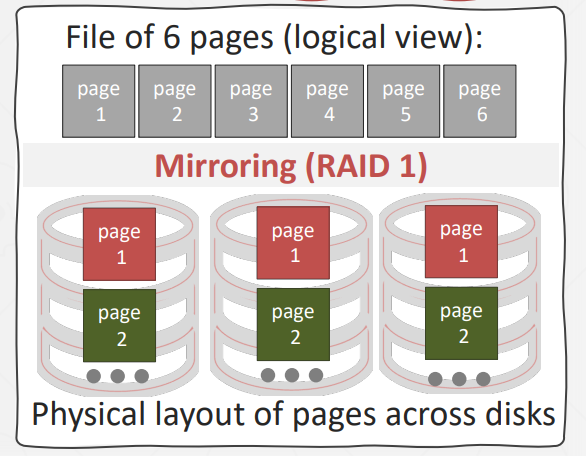 File of 6 pages (logical view):
page page page page page page
1 2 3 4 5 6
Mirroring (RAID 1)
page page page
1 1 1
page page page
2 2 2
Physical layout of pages across disks